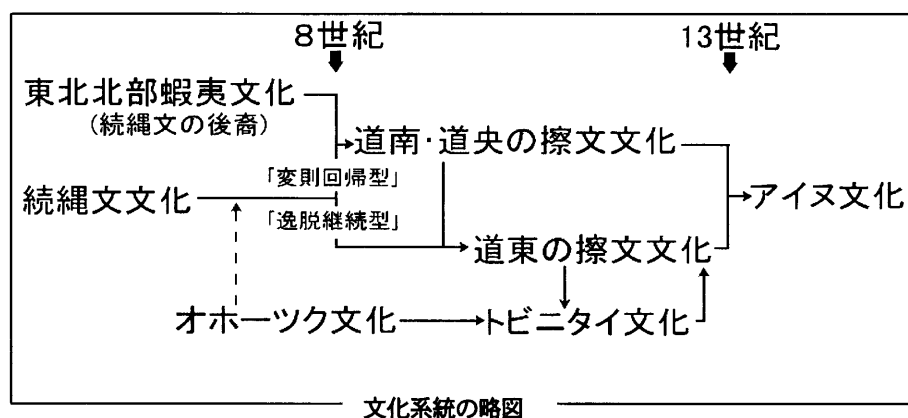 8世紀
13世紀
東北北部蝦夷文化
(続縄文の後裔)
道南・道央の擦文文化
「変則回帰型」
続縄文文化
アイヌ文化
「逸脱継続型」
道東の擦文文化
オホーツク文化
トビニタイ文化
文化系統の略図